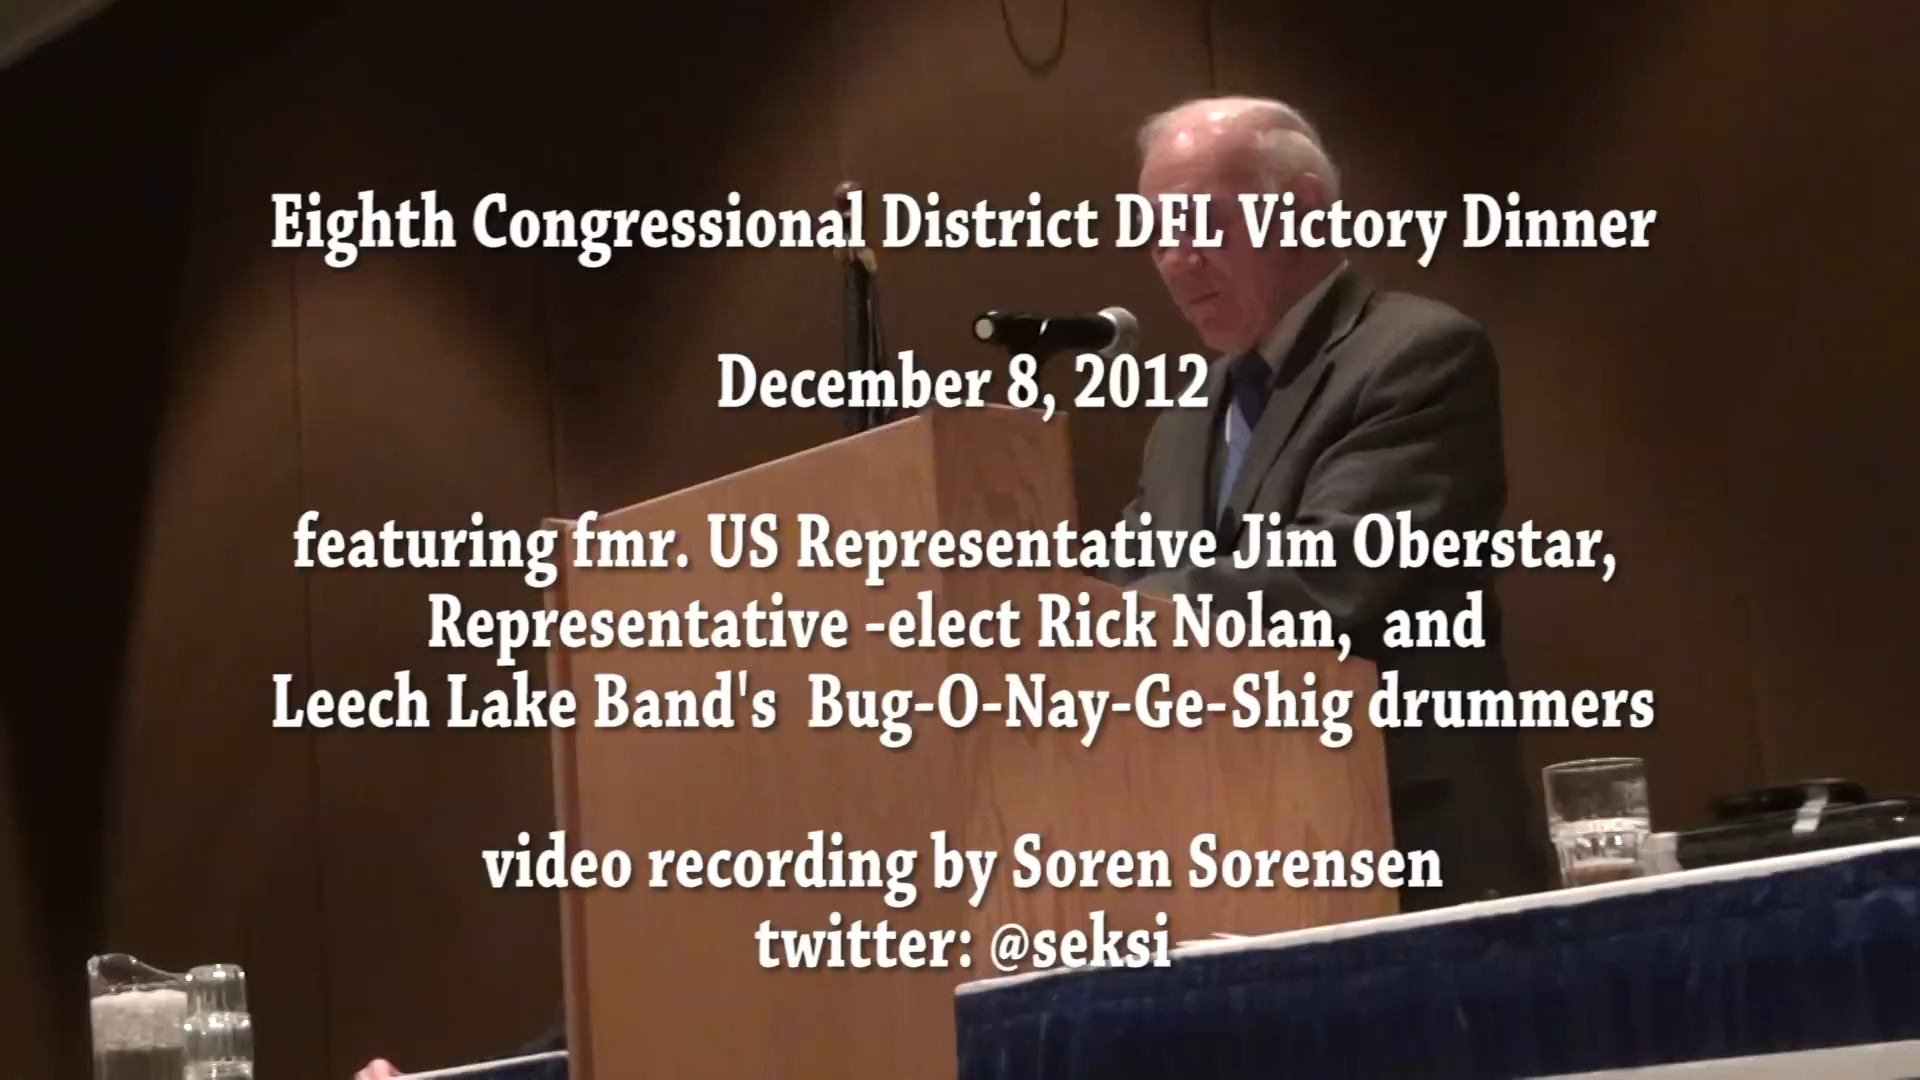 Eighth Congressional District DFL Victory Dinner
December 8, 2012
featuring fmr. US Representative Jim Oberstar,
Representative -elect Rick Nolan,  and
Leech Lake Band's  Bug-O-Nay-Ge-Shig drummers
video recording by Soren Sorensen
twitter: @seksi